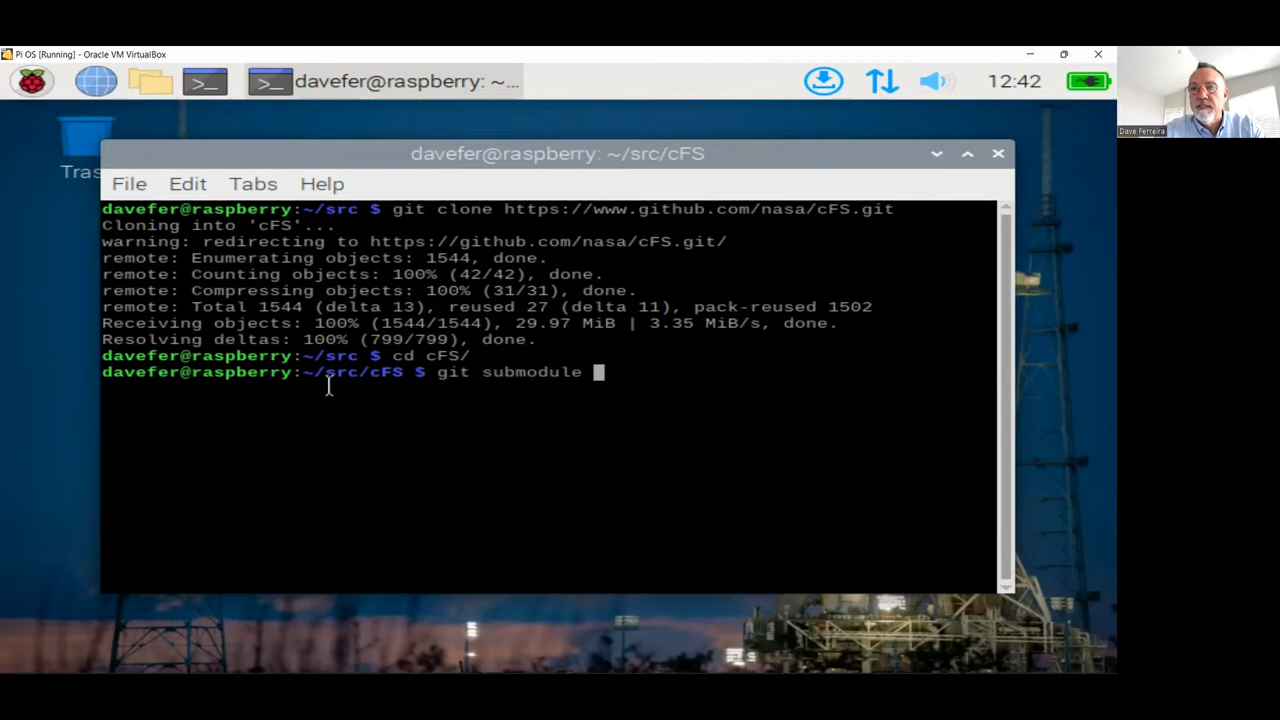 Pi OS [Running] - Oracle VM VirtualBox
davefer@raspberry: ~...
12:42
Dave Ferreira
Tras
davefer@raspberry: ~/src/cFS
File Edit Tabs Help
davefer@raspberry:~/src $ git clone https://www.github.com/nasa/cFS.git
Cloning into 'cFS'...
warning: redirecting to https://github.com/nasa/cFS.git/
remote: Enumerating objects: 1544, done.
remote: Counting objects: 100% (42/42), done.
remote: Compressing objects: 100% (31/31), done.
remote: Total 1544 (delta 13), reused 27 (delta 11), pack-reused 1502
Receiving objects: 100% (1544/1544), 29.97 MiB | 3.35 MiB/s, done.
Resolving deltas: 100% (799/799), done.
davefer@raspberry:~/src $ cd cFS/
davefer@raspberry:~/src/cFS $ git submodule